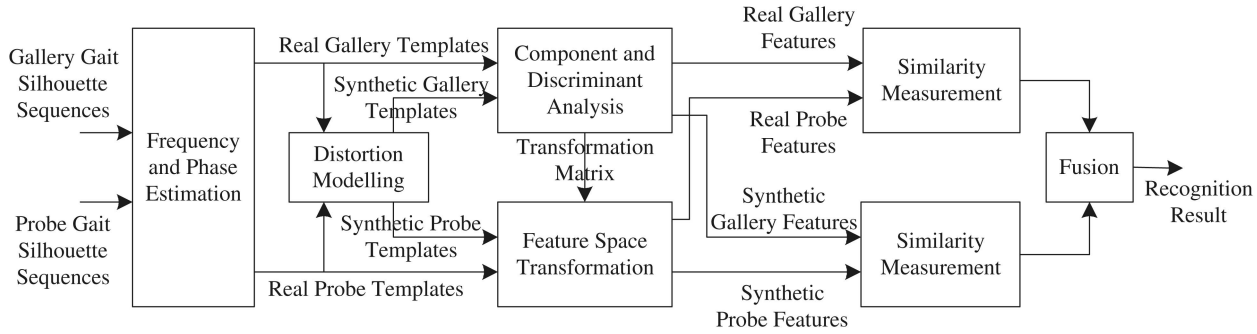 Gallery Gait
Silhouette
Sequences
Probe Gait
Silhouette
Sequences
Frequency
and Phase
Estimation
Real Gallery Templates
Synthetic Gallery
Templates
Distortion
Modelling
Synthetic Probe
Templates
Real Probe Templates
Component and
Discriminant
Analysis
Transformation
Matrix
Feature Space
Transformation
Real Gallery
Features
Real Probe
Features
Synthetic
Gallery Features
Synthetic
Probe Features
Similarity
Measurement
Similarity
Measurement
Fusion
Recognition
Result